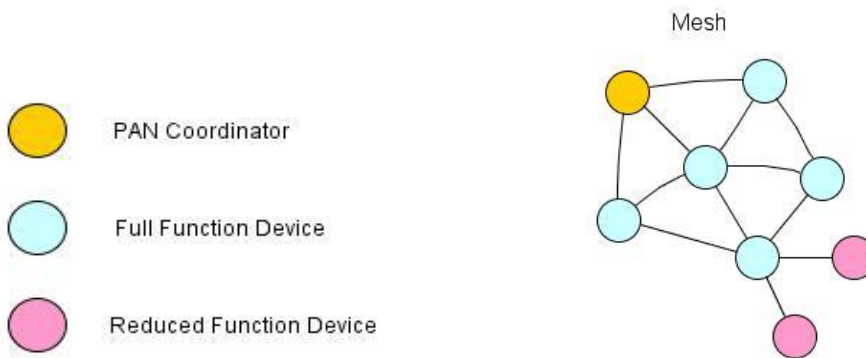 Mesh
PAN Coordinator
Full Function Device
Reduced Function Device